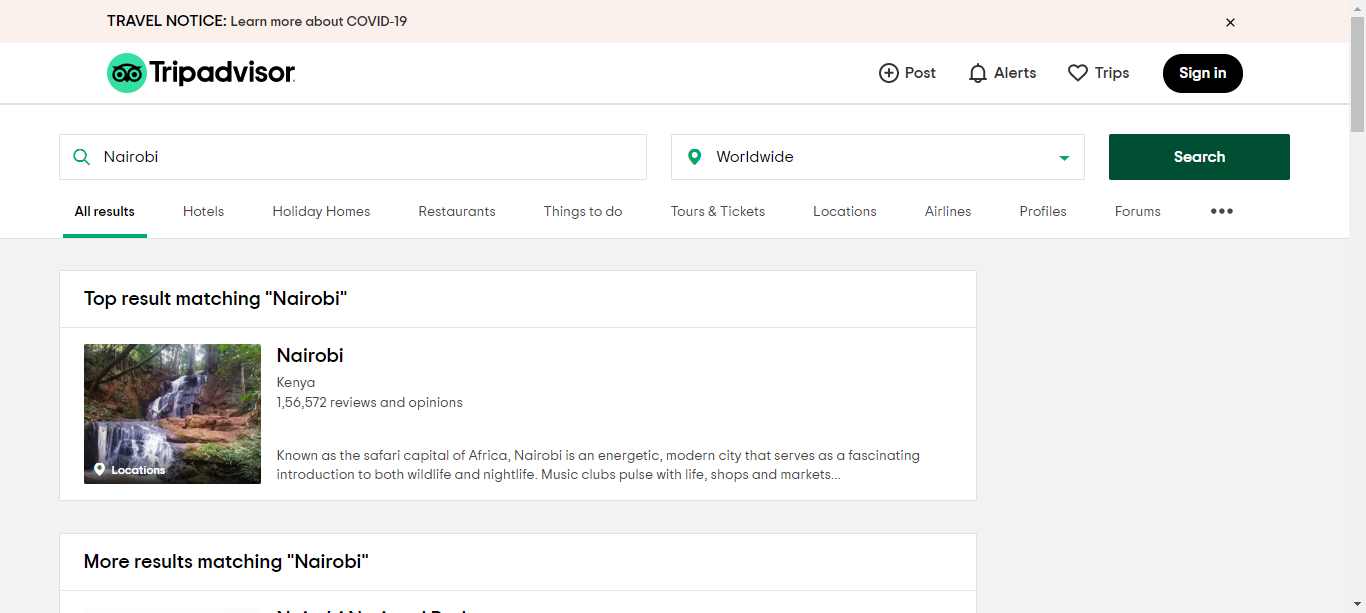 TRAVEL NOTICE: Learn more about COVID-19
Tripadvisor
Post
Alerts
Trips
Sign in
Nairobi
Worldwide
Search
All results
Hotels
Holiday Homes
Restaurants
Things to do
Tours & Tickets
Locations
Airlines
Profiles
Forums
Top result matching "Nairobi"
Nairobi
Kenya
1,56,572 reviews and opinions
Known as the safari capital of Africa, Nairobi is an energetic, modern city that serves as a fascinating
introduction to both wildlife and nightlife. Music clubs pulse with life, shops and markets...
Locations
More results matching "Nairobi"